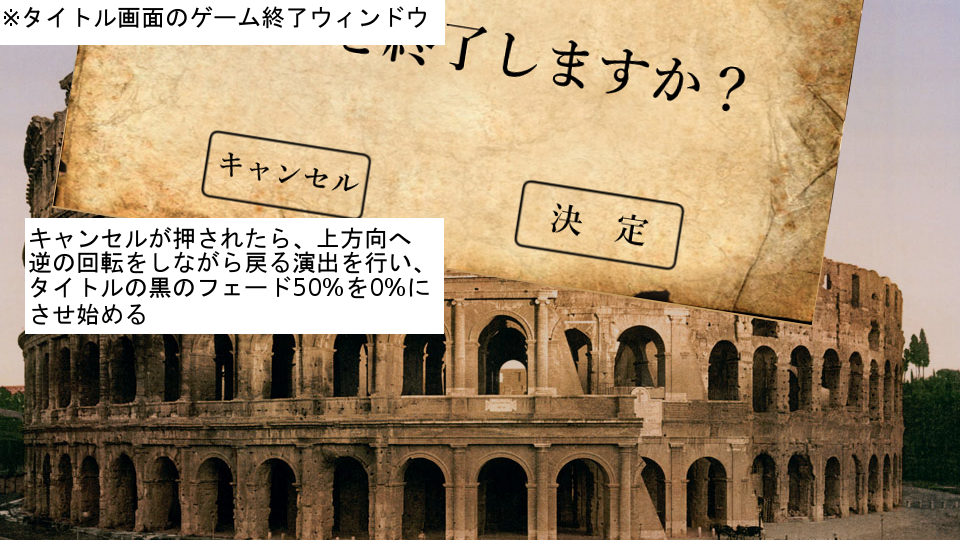 ※タイトル画面のゲーム終了ウィンドウ
を終了しますか？
キャンセル
決　定
キャンセルが押されたら、上方向へ
逆の回転をしながら戻る演出を行い、
タイトルの黒のフェード50%を0%に
させ始める